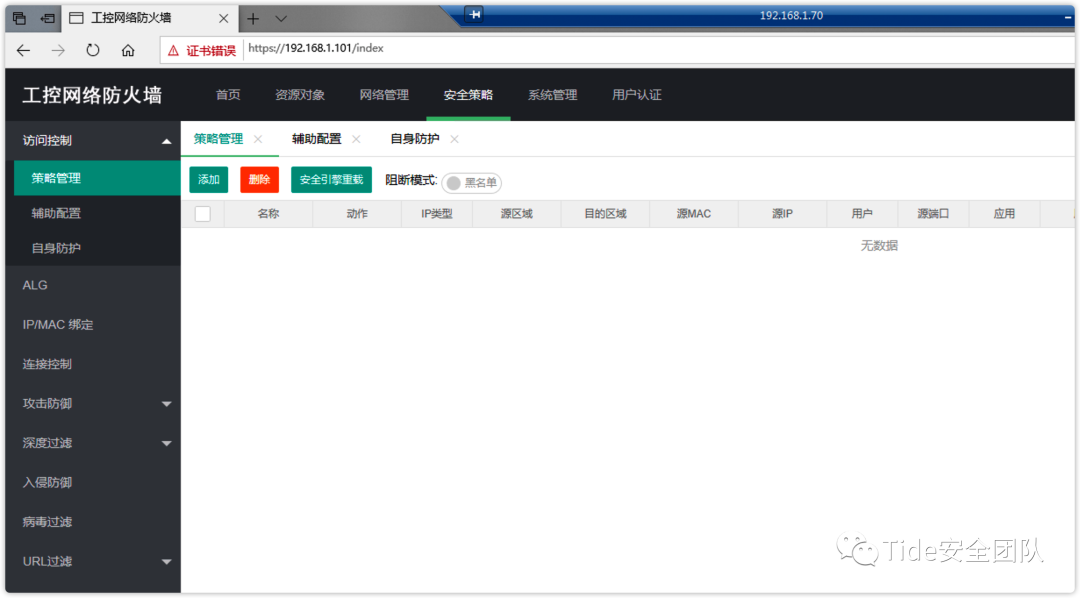 工控网络防火墙
192.168.1.70
证书错误 https://192.168.1.101/index
工控网络防火墙 首页 资源对象 网络管理 安全策略 系统管理 用户认证
访问控制 策略管理 辅助配置 自身防护
策略管理 添加 删除 安全引擎重载 阻断模式: 黑名单
名称 动作 IP类型 源区域 目的区域 源MAC 源IP 用户 源端口 应用
辅助配置 无数据
自身防护
ALG
IP/MAC 绑定
连接控制
攻击防御
深度过滤
入侵防御
病毒过滤
Tide安全团队
URL过滤